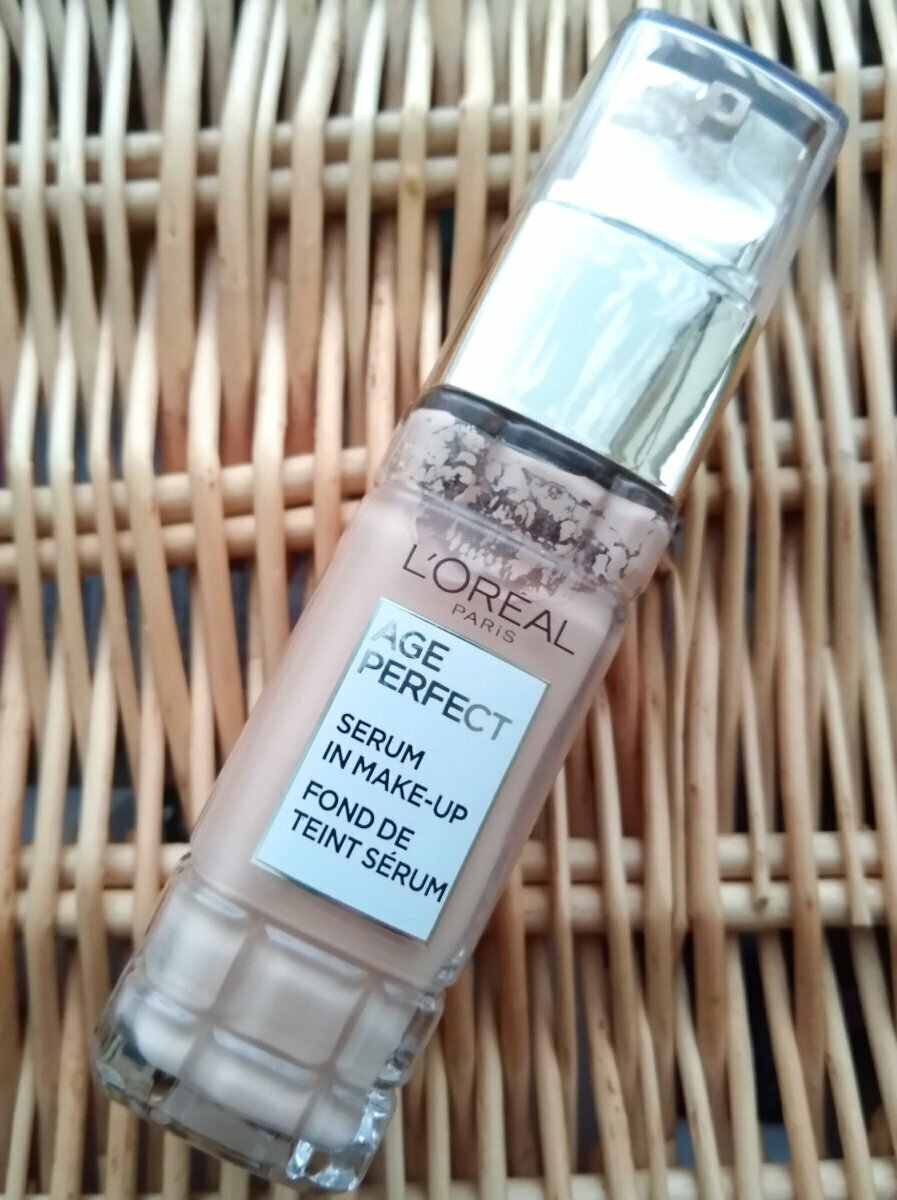 L'ORÉAL
PARiS
AGE
PERFECT
SERUM
IN MAKE-UP
FOND DE
TEINT SÉRUM